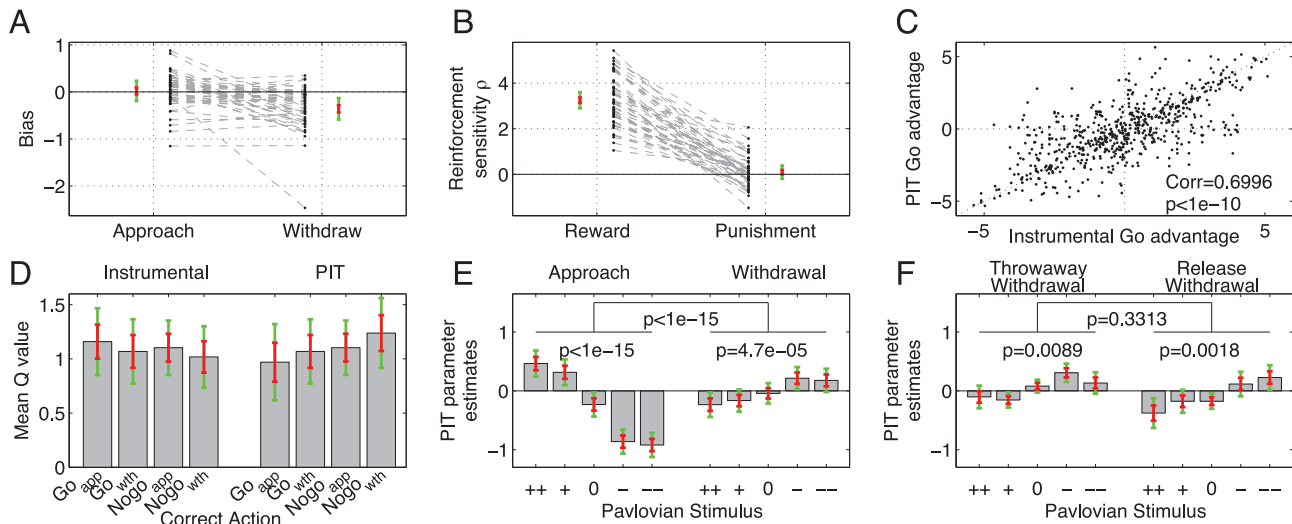 A
1
0
−1
−2
Bias
Approach
Withdraw
B
4
2
0
Reinforcement
sensitivity ρ
Reward
Punishment
C
5
0
−5
PIT Go advantage
Corr=0.6996
p<1e−10
−5
5
Instrumental Go advantage
D
Instrumental
PIT
1.5
1
0.5
0
Mean Q value
Go app
Go wth
Nogo app
Nogo wth
Go app
Go wth
Nogo app
Nogo wth
Correct Action
E
Approach
Withdrawal
1
0
−1
PIT parameter
estimates
p<1e−15
p<1e−15
p=4.7e−05
++ + 0 − −− ++ + 0 − −−
Pavlovian Stimulus
F
Throwaway
Withdrawal
Release
Withdrawal
1
0
−1
PIT parameter
estimates
p=0.3313
p=0.0089
p=0.0018
++ + 0 − −− ++ + 0 − −−
Pavlovian Stimulus